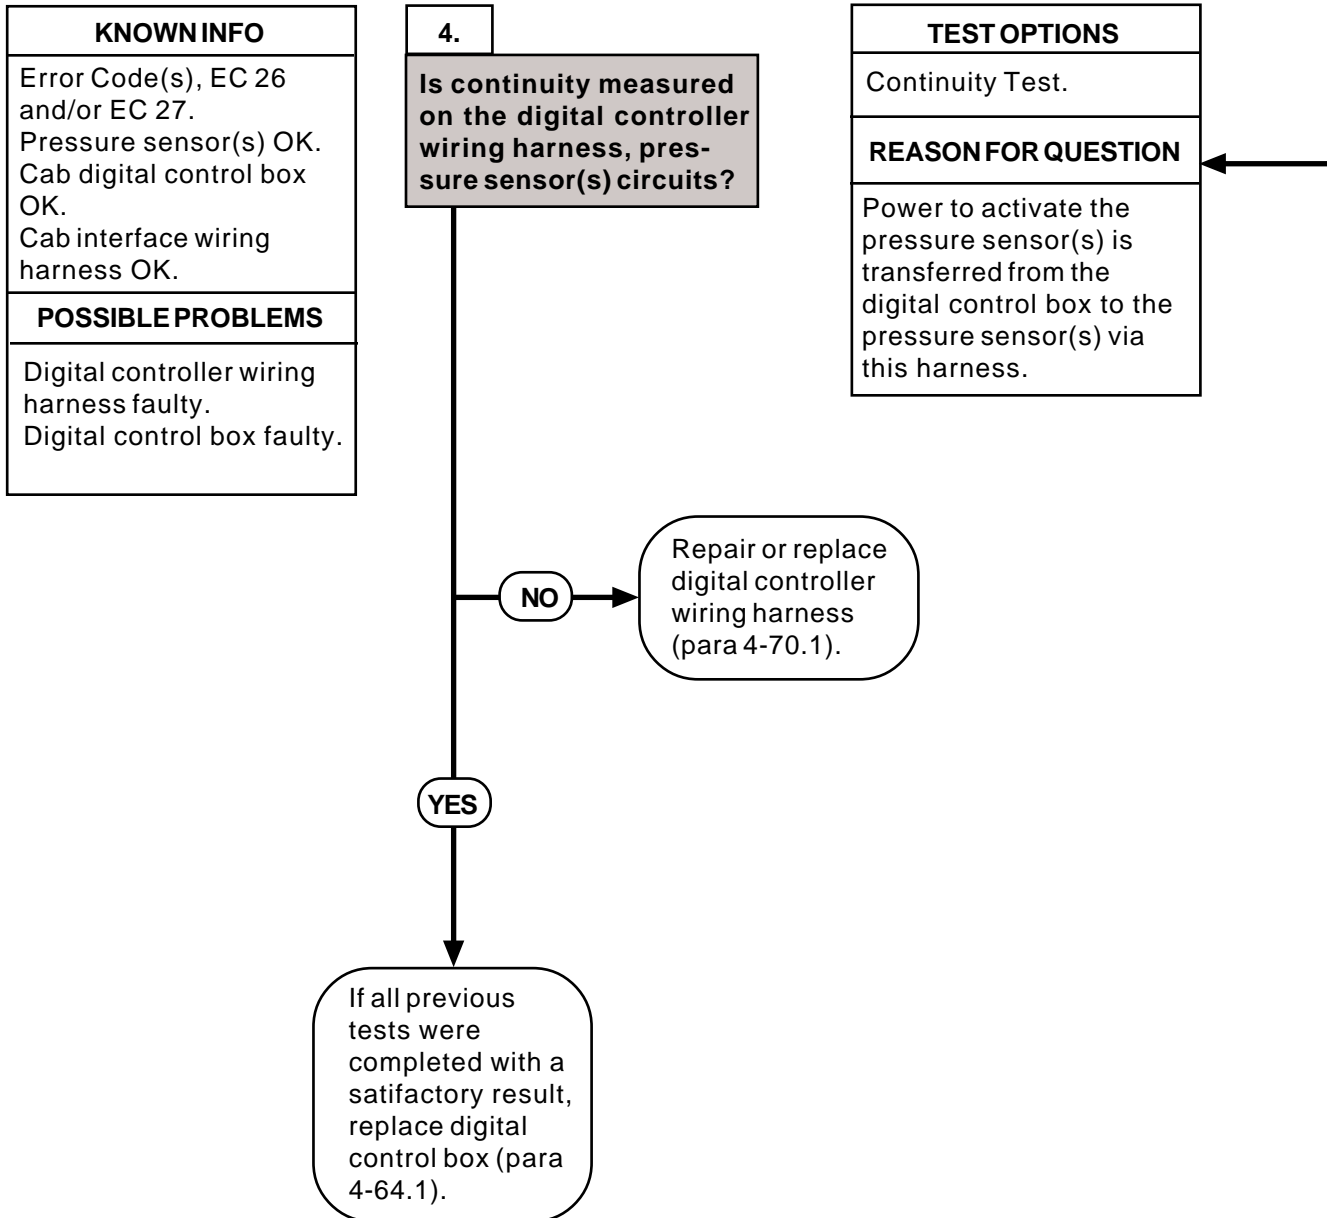 KNOWN INFO
Error Code(s), EC 26
and/or EC 27.
Pressure sensor(s) OK.
Cab digital control box
OK.
Cab interface wiring
harness OK.
POSSIBLE PROBLEMS
Digital controller wiring
harness faulty.
Digital control box faulty.
4.
Is continuity measured
on the digital controller
wiring harness, pres-
sure sensor(s) circuits?
TEST OPTIONS
Continuity Test.
REASON FOR QUESTION
Power to activate the
pressure sensor(s) is
transferred from the
digital control box to the
pressure sensor(s) via
this harness.
NO
Repair or replace
digital controller
wiring harness
(para 4-70.1).
YES
If all previous
tests were
completed with a
satifactory result,
replace digital
control box (para
4-64.1).